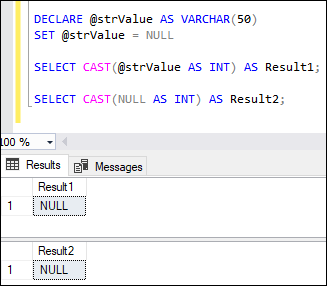 DECLARE @strValue AS VARCHAR(50)
SET @strValue = NULL
SELECT CAST(@strValue AS INT) AS Result1;
SELECT CAST(NULL AS INT) AS Result2;
100 %
Results Messages
Result1
1 NULL
Result2
1 NULL